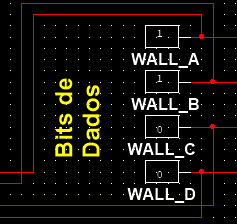 Bits de
Dados
1
WALL_A
1
WALL_B
0
WALL_C
0
WALL_D